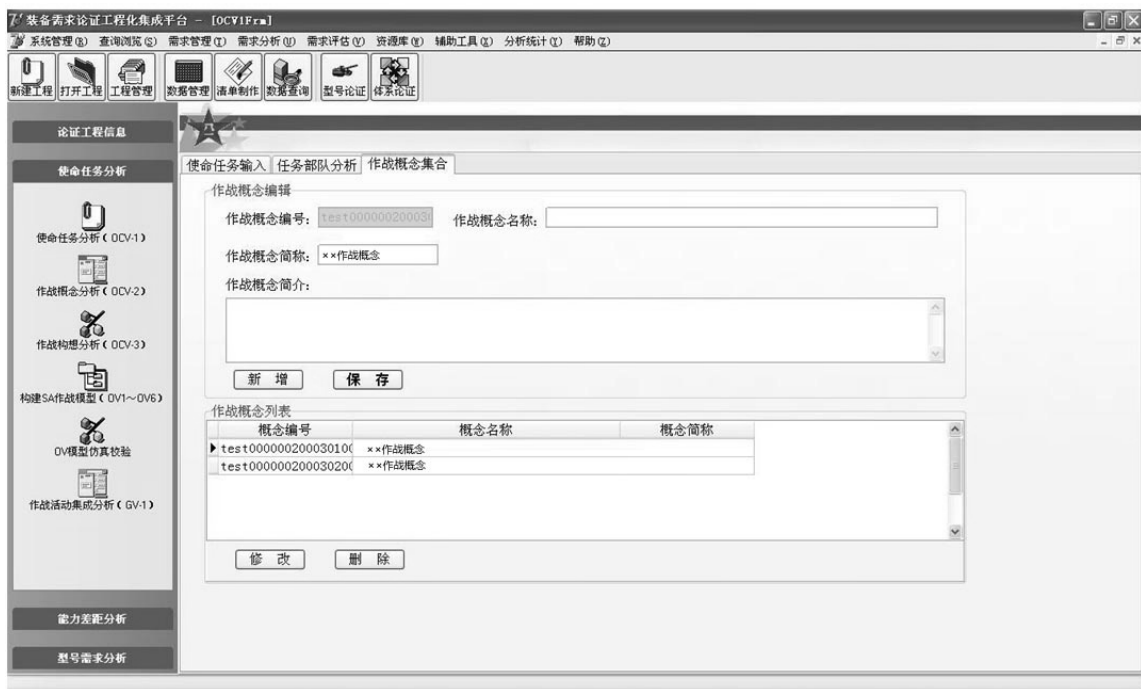 装备需求论证工程化集成平台 - [OCV1Frm]
系统管理(B) 查询浏览(S) 需求管理(T) 需求分析(U) 需求评估(V) 资源库(W) 辅助工具(X) 分析统计(Y) 帮助(Z)
新建工程 打开工程 工程管理 数据管理 清单制作 数据查询 型号论证 体系论证
论证工程信息
使命任务分析
使命任务分析(OCV-1)
作战概念分析(OCV-2)
作战构想分析(OCV-3)
构建SA作战模型(OV1～OV6)
OV模型仿真校验
作战活动集成分析(GV-1)
能力差距分析
型号需求分析
八一
使命任务输入 任务部队分析 作战概念集合
作战概念编辑
作战概念编号: test00000020003 作战概念名称:
作战概念简称: ××作战概念
作战概念简介:
新 增 保 存
作战概念列表
概念编号 概念名称 概念简称
test00000020003010( ××作战概念
test00000020003020( ××作战概念
修 改 删 除